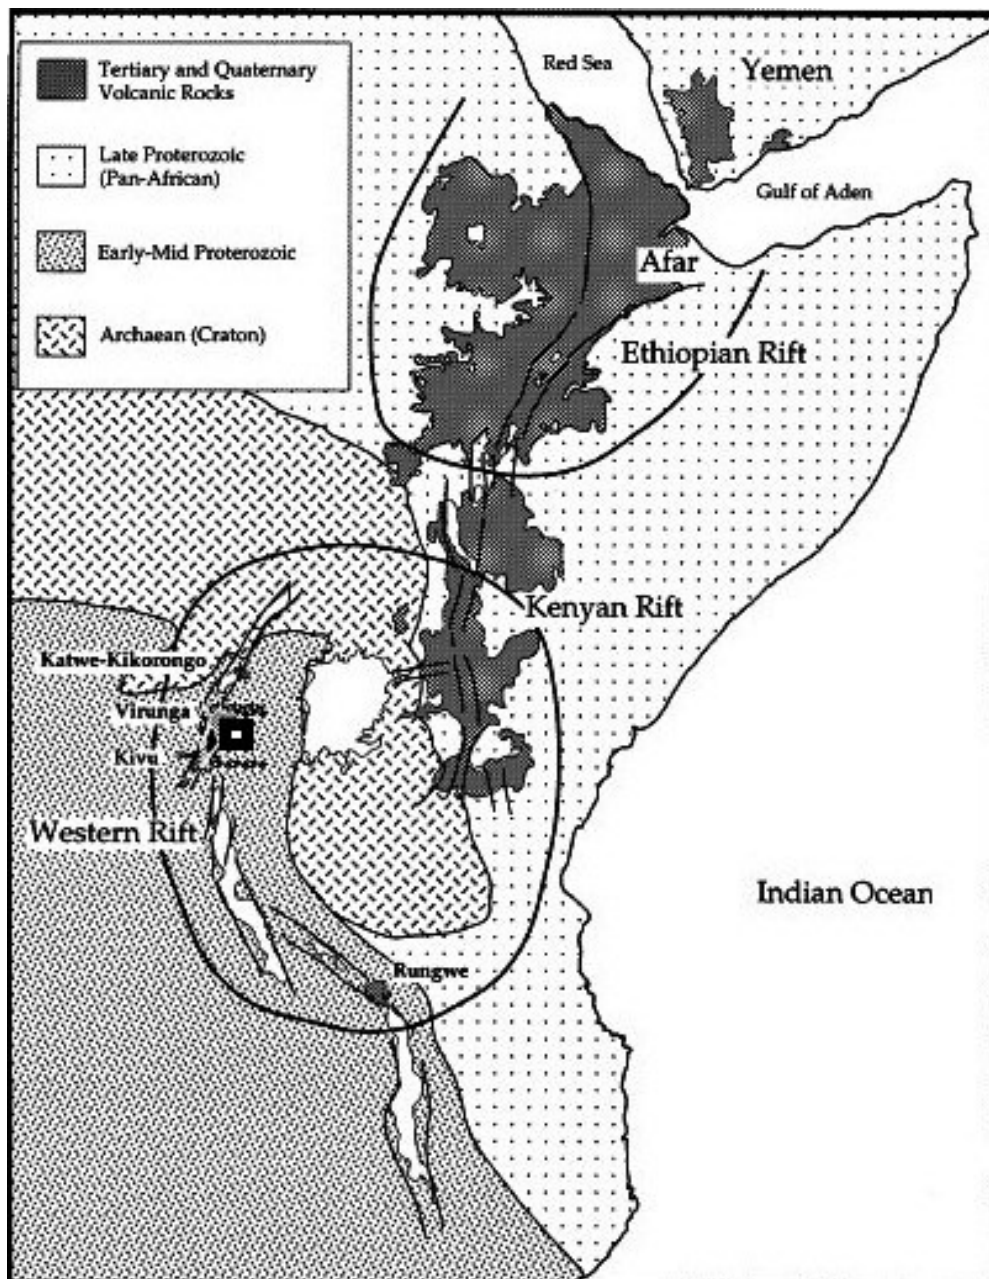 Tertiary and Quaternary
Volcanic Rocks
Late Proterozoic
(Pan-African)
Early-Mid Proterozoic
Archaean (Craton)
Red Sea
Yemen
Gulf of Aden
Afar
Ethiopian Rift
Kenyan Rift
Katwe-Kikorongo
Virunga
Kivu
Western Rift
Indian Ocean
Rungwe